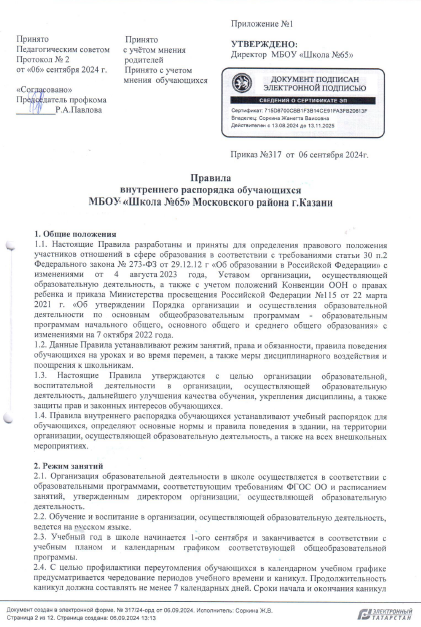 Приложение №1
Принято
Педагогическим советом
Протокол № 2
от «06» сентября 2024 г.
Принято
с учётом мнения
родителей
Принято с учетом
мнения обучающихся
УТВЕРЖДЕНО:
Директор МБОУ «Школа №65»
«Согласовано»
Председатель профкома
Р.А.Павлова
ДОКУМЕНТ ПОДПИСАН
ЭЛЕКТРОННОЙ ПОДПИСЬЮ
СВЕДЕНИЯ О СЕРТИФИКАТЕ ЭП
Сертификат:
Владелец: Соркина Жанетта Ваисовна
Действителен с 13.08.2024 до 13.11.2025
Приказ №317 от 06 сентября 2024г.
Правила
внутреннего распорядка обучающихся
МБОУ «Школа №65» Московского района г.Казани
1. Общие положения
1.1. Настоящие Правила разработаны и приняты для определения правового положения
участников отношений в сфере образования в соответствии с требованиями статьи 30 п.2
Федерального закона № 273-ФЗ от 29.12.12 г «Об образовании в Российской Федерации» с
изменениями от 4 августа 2023 года, Уставом организации, осуществляющей
образовательную деятельность, а также с учетом положений Конвенции ООН о правах
ребенка и приказа Министерства просвещения Российской Федерации №115 от 22 марта
2021 г. «Об утверждении Порядка организации и осуществления образовательной
деятельности по основным общеобразовательным программам - образовательным
программам начального общего, основного общего и среднего общего образования» с
изменениями на 7 октября 2022 года.
1.2. Данные Правила устанавливают режим занятий, права и обязанности, правила поведения
обучающихся на уроках и во время перемен, а также меры дисциплинарного воздействия и
поощрения к школьникам.
1.3. Настоящие Правила утверждаются с целью организации образовательной,
воспитательной деятельности в организации, осуществляющей образовательную
деятельность, дальнейшего улучшения качества обучения, укрепления дисциплины, а также
защиты прав и законных интересов обучающихся.
1.4. Правила внутреннего распорядка обучающихся устанавливают учебный распорядок для
обучающихся, определяют основные нормы и правила поведения в здании, на территории
организации, осуществляющей образовательную деятельность, а также на всех внешкольных
мероприятиях.
2. Режим занятий
2.1. Организация образовательной деятельности в школе осуществляется в соответствии с
образовательными программами, соответствующим требованиям ФГОС ОО и расписанием
занятий, утвержденным директором организации, осуществляющей образовательную
деятельность.
2.2. Обучение и воспитание в организации, осуществляющей образовательную деятельность,
ведется на русском языке.
2.3. Учебный год в школе начинается 1-ого сентября и заканчивается в соответствии с
учебным планом и календарным графиком соответствующей общеобразовательной
программы.
2.4. С целью профилактики переутомления обучающихся в календарном учебном графике
предусматривается чередование периодов учебного времени и каникул. Продолжительность
каникул должна составлять не менее 7 календарных дней. Сроки начала и окончания каникул
Документ создан в электронной форме. № 317/24-орд от 06.09.2024. Исполнитель: Соркина Ж.В.
Страница 2 из 12. Страница создана: 06.09.2024 13:13
ЭЛЕКТРОННЫЙ
ТАТАРСТАН